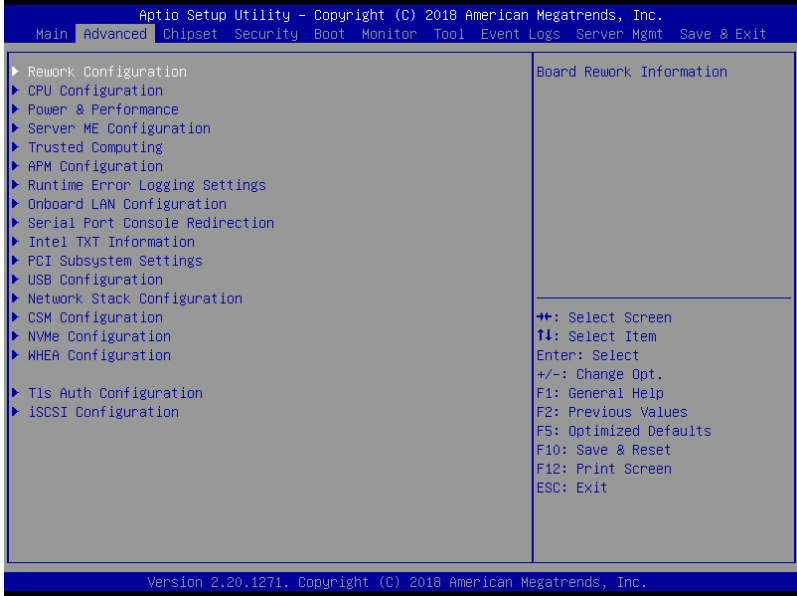 Aptio Setup Utility – Copyright (C) 2018 American Megatrends, Inc.
Main Advanced Chipset Security Boot Monitor Tool Event Logs Server Mgmt Save & Exit
Rework Configuration
CPU Configuration
Power & Performance
Server ME Configuration
Trusted Computing
APM Configuration
Runtime Error Logging Settings
Onboard LAN Configuration
Serial Port Console Redirection
Intel TXT Information
PCI Subsystem Settings
USB Configuration
Network Stack Configuration
CSM Configuration
NVMe Configuration
WHEA Configuration
Tls Auth Configuration
iSCSI Configuration
Board Rework Information
→←: Select Screen
↑↓: Select Item
Enter: Select
+/-: Change Opt.
F1: General Help
F2: Previous Values
F5: Optimized Defaults
F10: Save & Reset
F12: Print Screen
ESC: Exit
Version 2.20.1271. Copyright (C) 2018 American Megatrends, Inc.